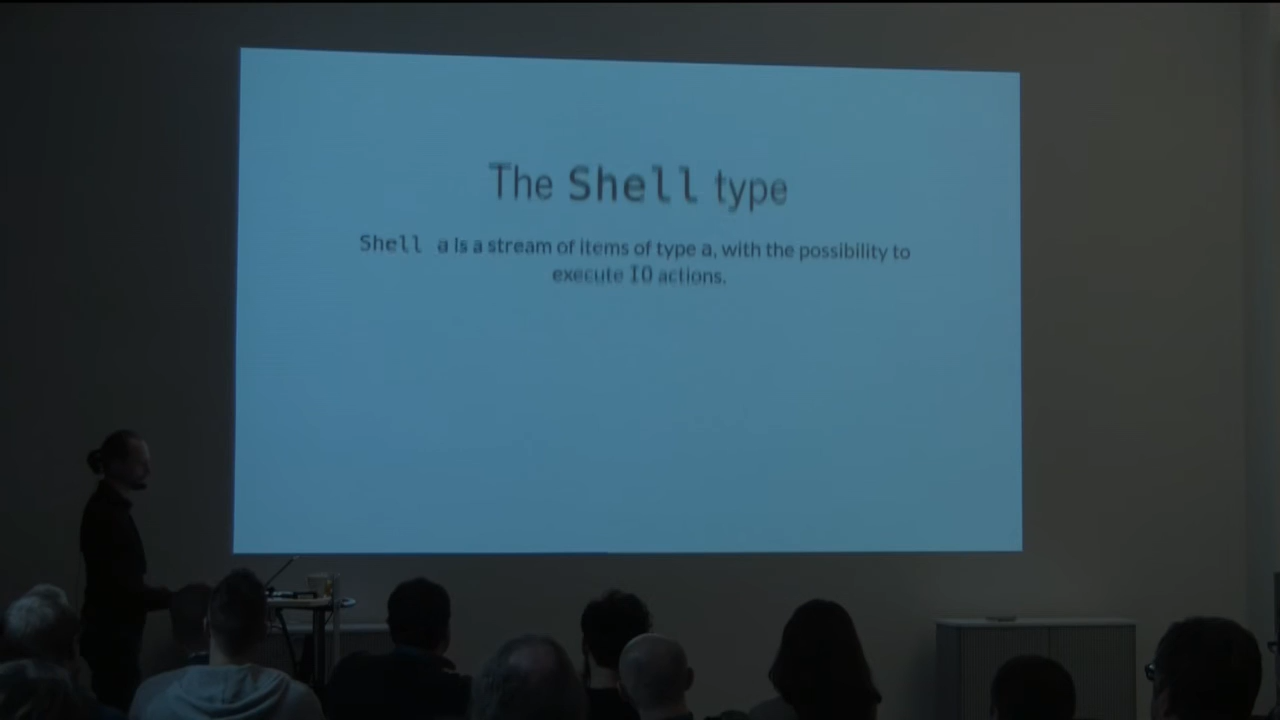 The Shell type
Shell a is a stream of items of type a, with the possibility to
execute IO actions.